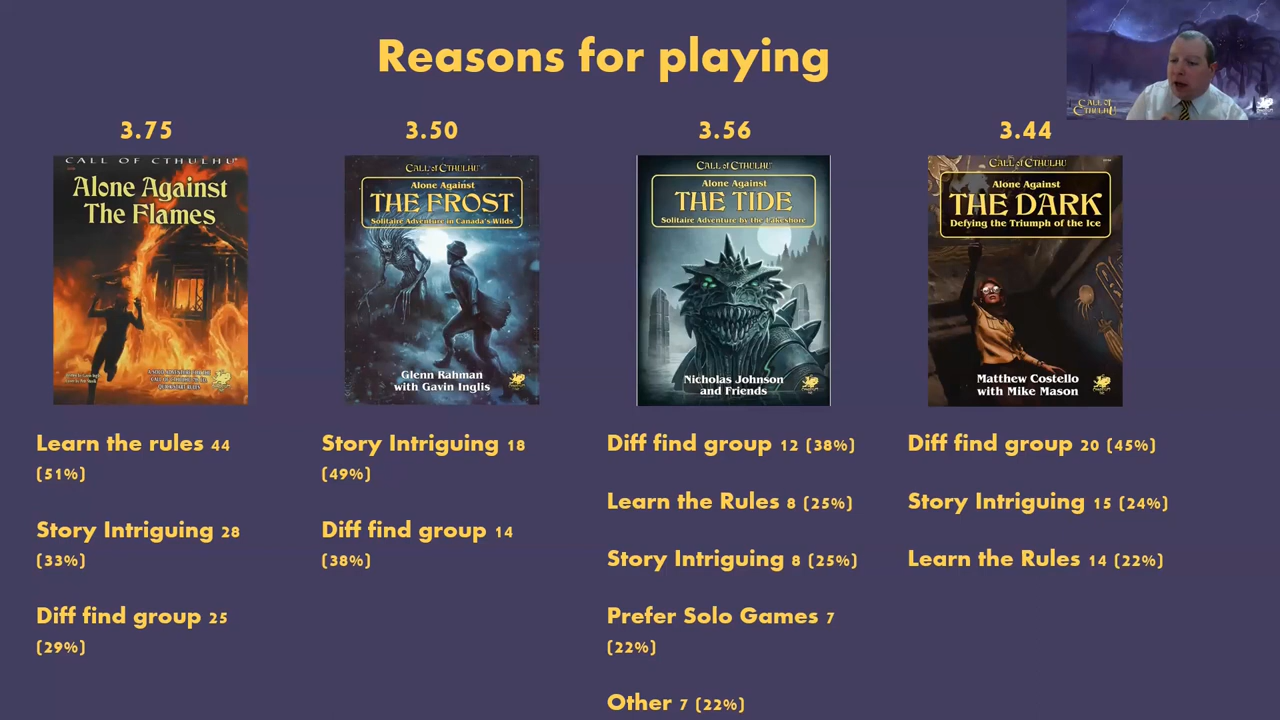 Reasons for playing
3.75
CALL OF CTHULHU
Alone Against
The Flames
Learn the rules 44
(51%)
Story Intriguing 28
(33%)
Diff find group 25
(29%)
3.50
CALL of CTHULHU
Alone Against
THE FROST
Solitaire Adventure in Canada's Wilds
Glenn Rahman
with Gavin Inglis
Story Intriguing 18
(49%)
Diff find group 14
(38%)
3.56
CALL of CTHULHU
Alone Against
THE TIDE
Solitaire Adventure by the Lakeshore
Nicholas Johnson
and Friends
Diff find group 12 (38%)
Learn the Rules 8 (25%)
Story Intriguing 8 (25%)
Prefer Solo Games 7
(22%)
Other 7 (22%)
3.44
CALL of CTHULHU
Alone Against
THE DARK
Defying the Triumph of the Ice
Matthew Costello
with Mike Mason
Diff find group 20 (45%)
Story Intriguing 15 (24%)
Learn the Rules 14 (22%)
CALL of
CTHULHU